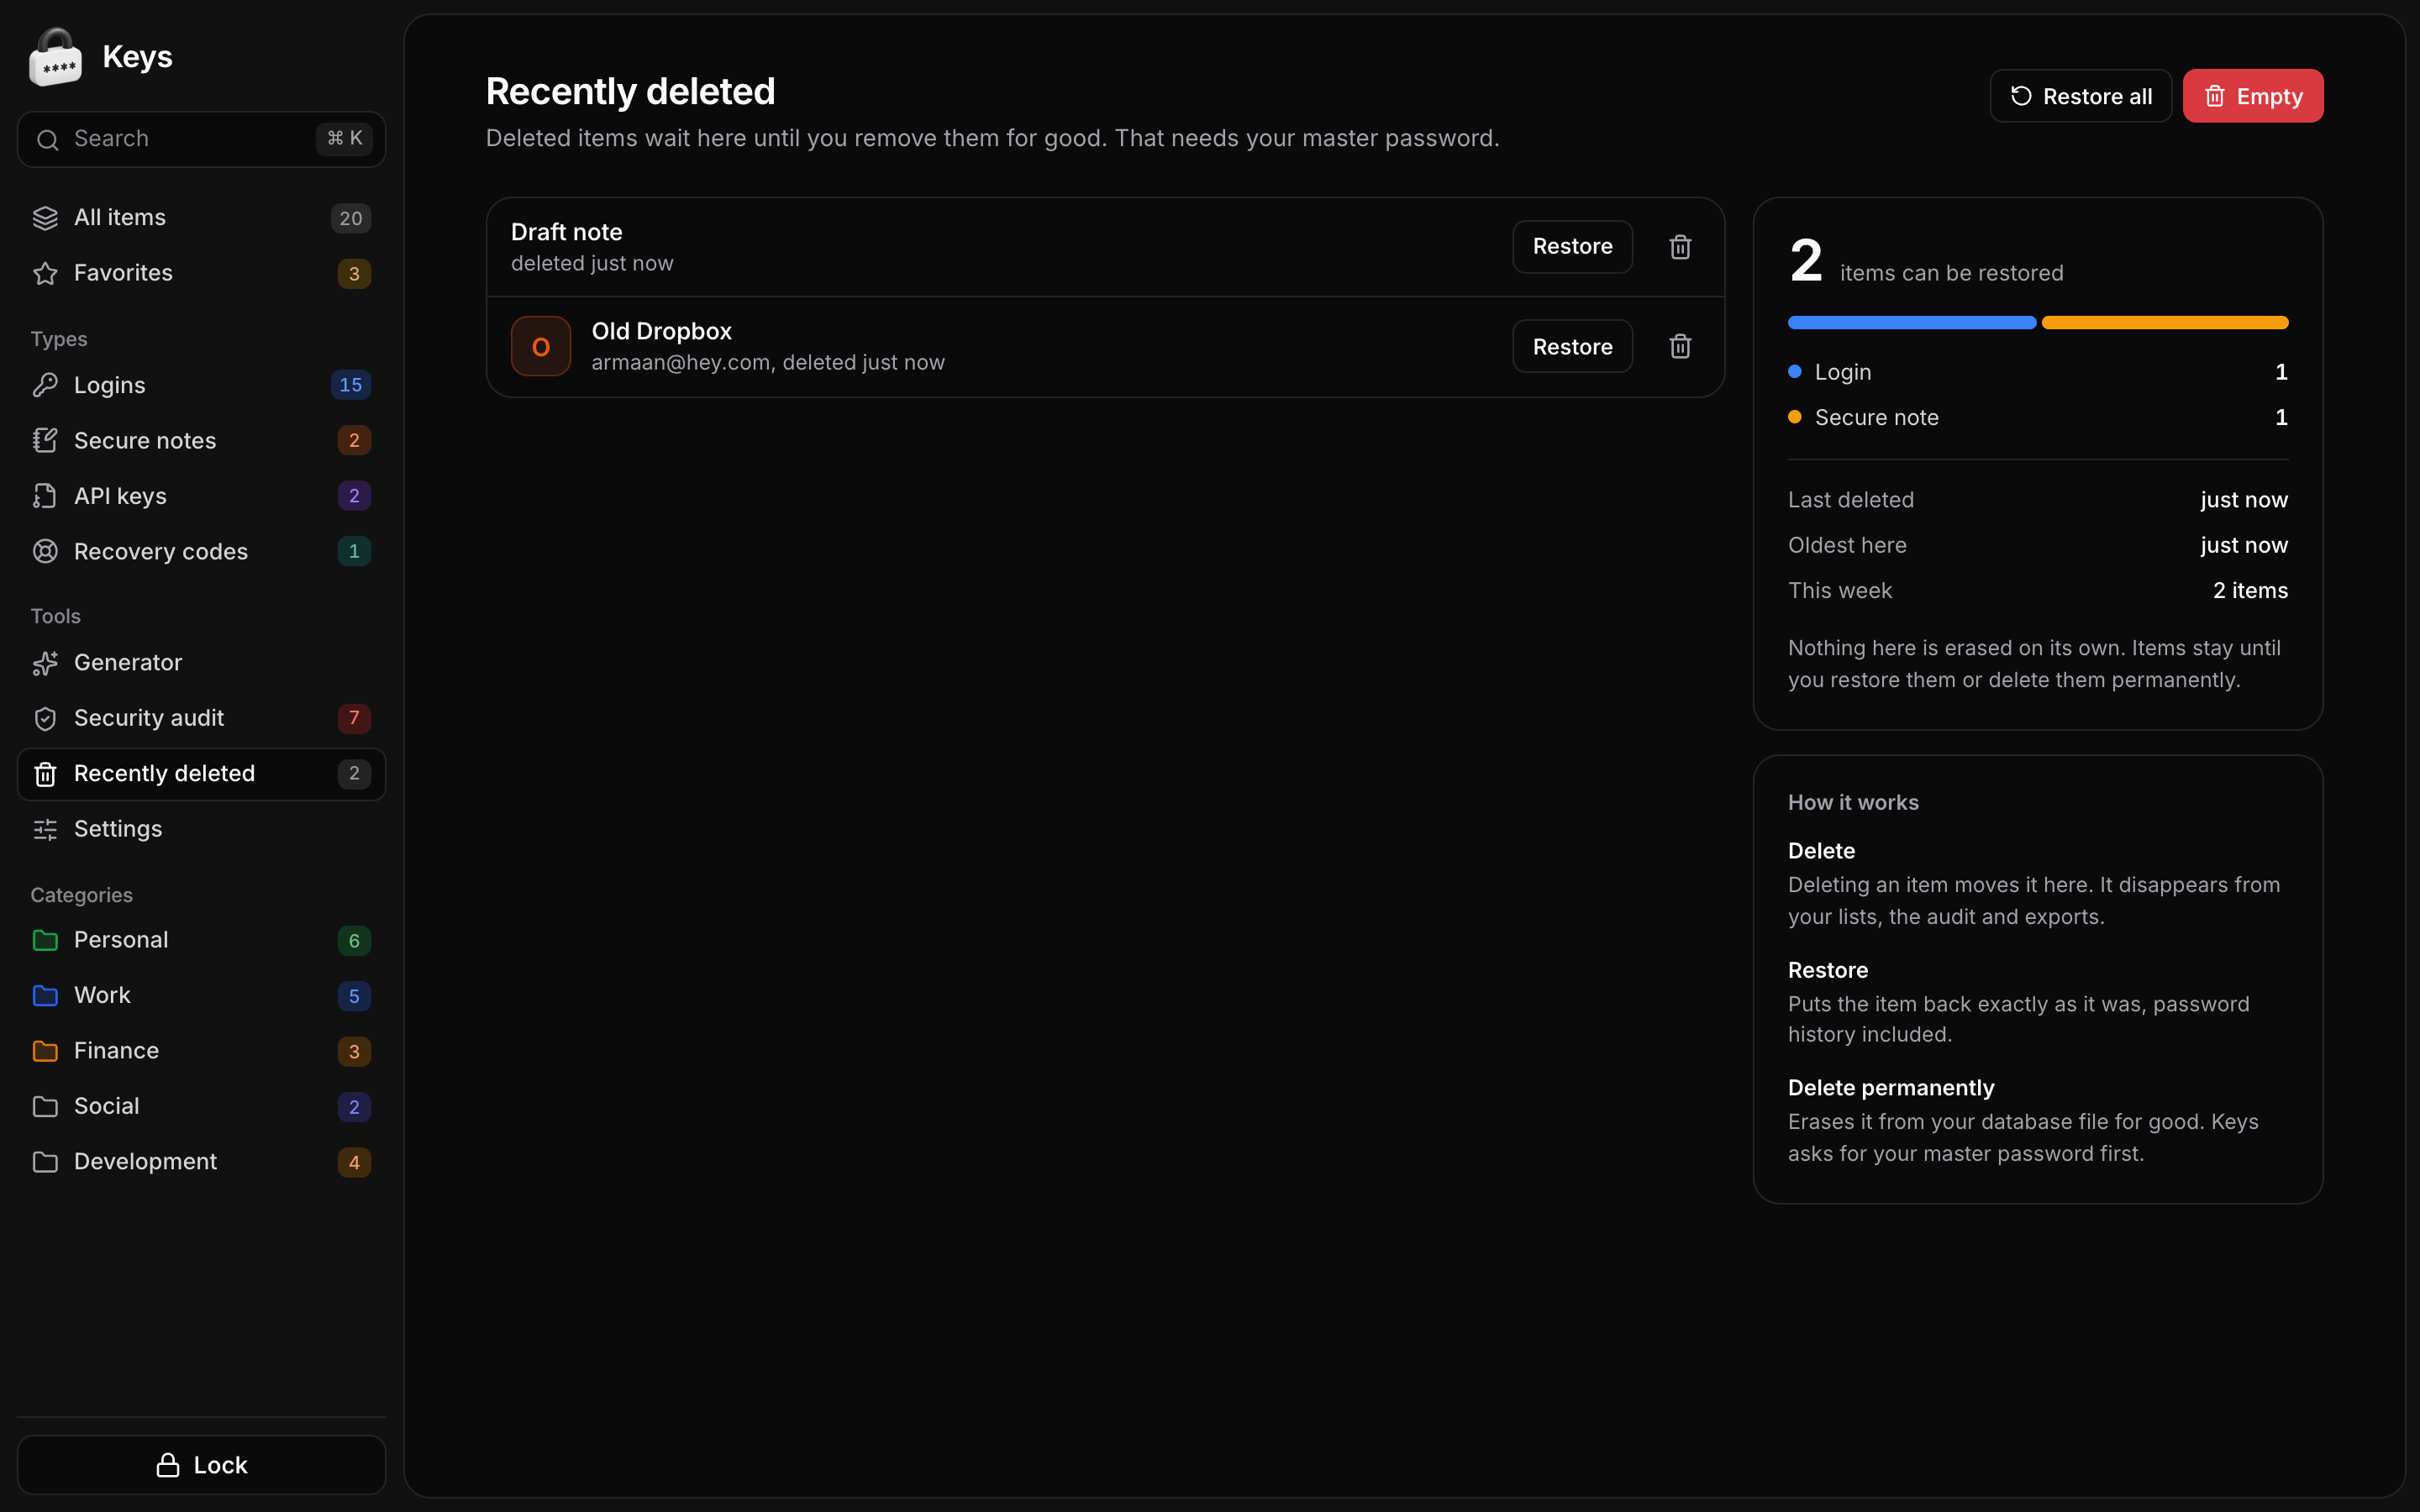 ****
Keys
Search
⌘ K
All items
20
Favorites
3
Types
Logins
15
Secure notes
2
API keys
2
Recovery codes
1
Tools
Generator
Security audit
7
Recently deleted
2
Settings
Categories
Personal
6
Work
5
Finance
3
Social
2
Development
4
Lock
Recently deleted
Deleted items wait here until you remove them for good. That needs your master password.
Restore all
Empty
Draft note
deleted just now
Restore
O
Old Dropbox
armaan@hey.com, deleted just now
Restore
2 items can be restored
Login
1
Secure note
1
Last deleted
just now
Oldest here
just now
This week
2 items
Nothing here is erased on its own. Items stay until
you restore them or delete them permanently.
How it works
Delete
Deleting an item moves it here. It disappears from
your lists, the audit and exports.
Restore
Puts the item back exactly as it was, password
history included.
Delete permanently
Erases it from your database file for good. Keys
asks for your master password first.